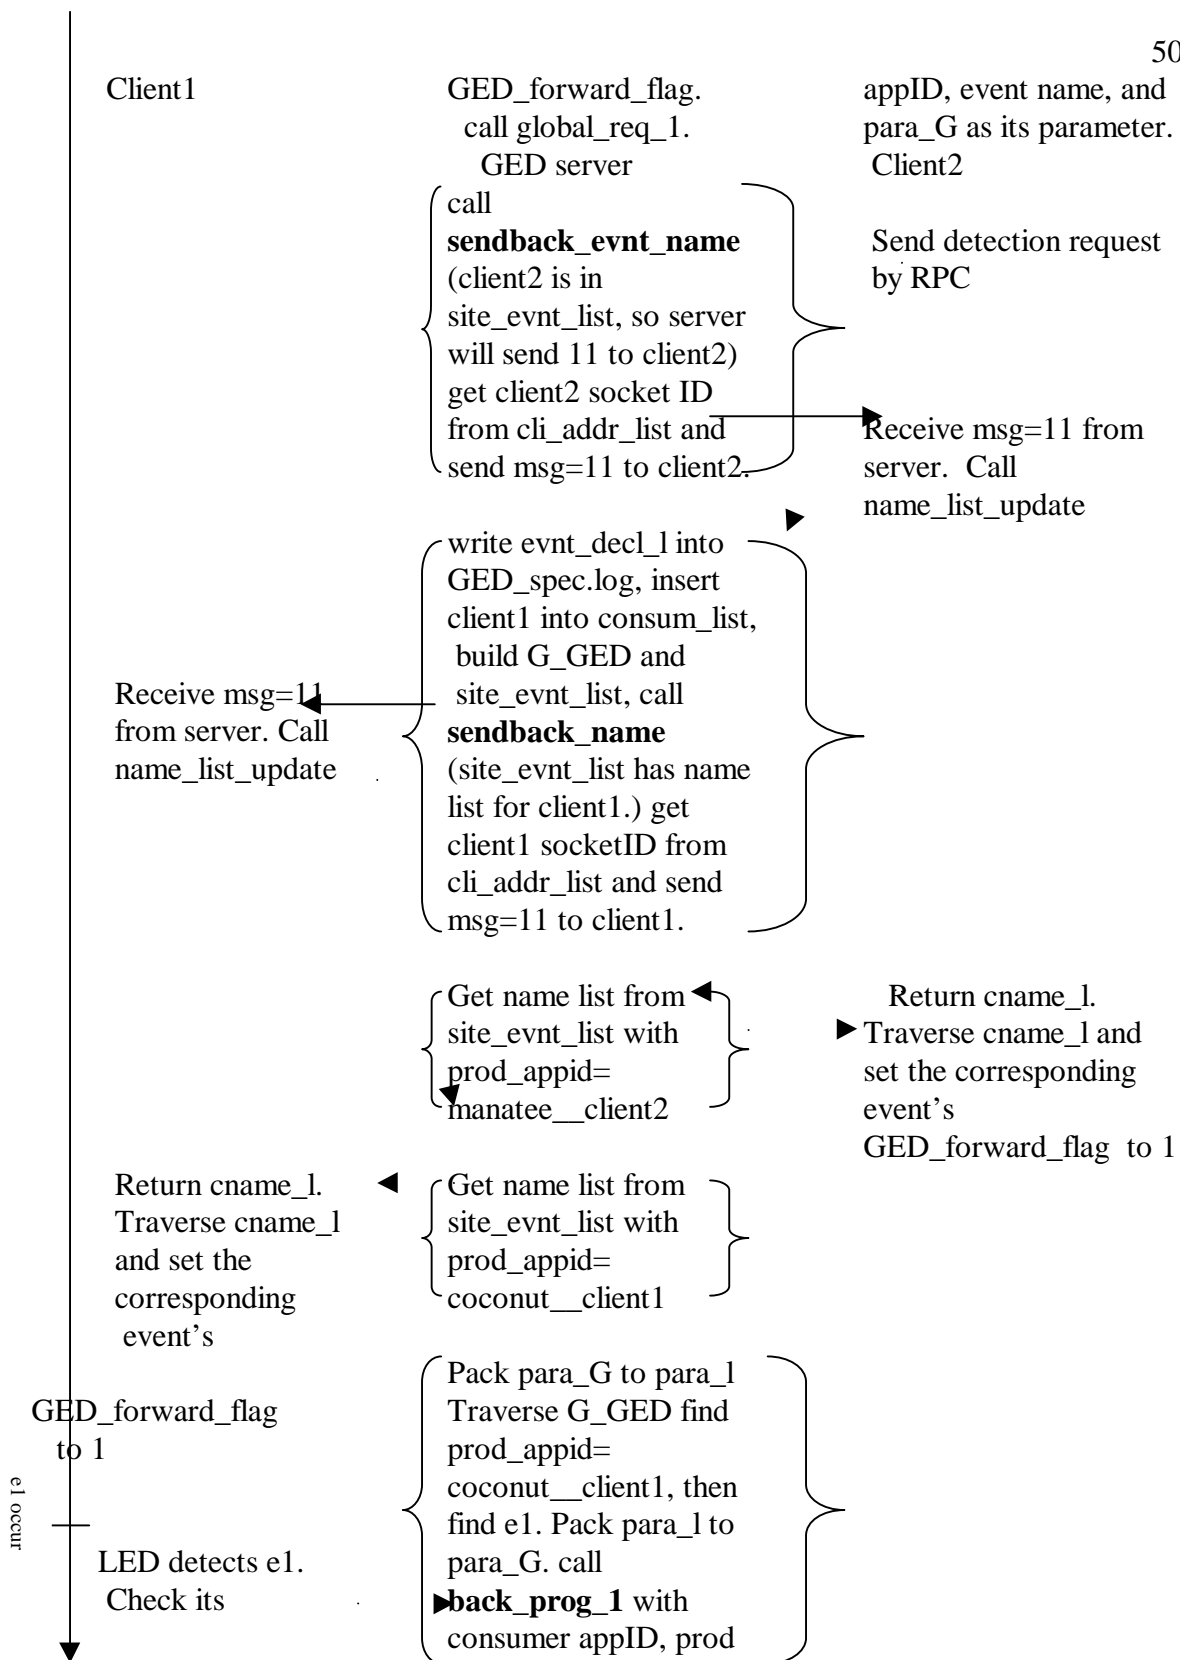 50
Client1
GED_forward_flag.
call global_req_1.
GED server
appID, event name, and
para_G as its parameter.
Client2
call
sendback_evnt_name
(client2 is in
site_evnt_list, so server
will send 11 to client2)
get client2 socket ID
from cli_addr_list and
send msg=11 to client2.
Send detection request
by RPC
Receive msg=11 from
server. Call
name_list_update
write evnt_decl_l into
GED_spec.log, insert
client1 into consum_list,
build G_GED and
site_evnt_list, call
sendback_name
(site_evnt_list has name
list for client1.) get
client1 socketID from
cli_addr_list and send
msg=11 to client1.
Receive msg=11
from server. Call
name_list_update
Get name list from
site_evnt_list with
prod_appid=
manatee__client2
Return cname_l.
Traverse cname_l and
set the corresponding
event's
GED_forward_flag to 1
Return cname_l.
Traverse cname_l
and set the
corresponding
event's
GED_forward_flag
to 1
Get name list from
site_evnt_list with
prod_appid=
coconut__client1
e1 occur
LED detects e1.
Check its
Pack para_G to para_l
Traverse G_GED find
prod_appid=
coconut__client1, then
find e1. Pack para_l to
para_G. call
back_prog_1 with
consumer appID, prod